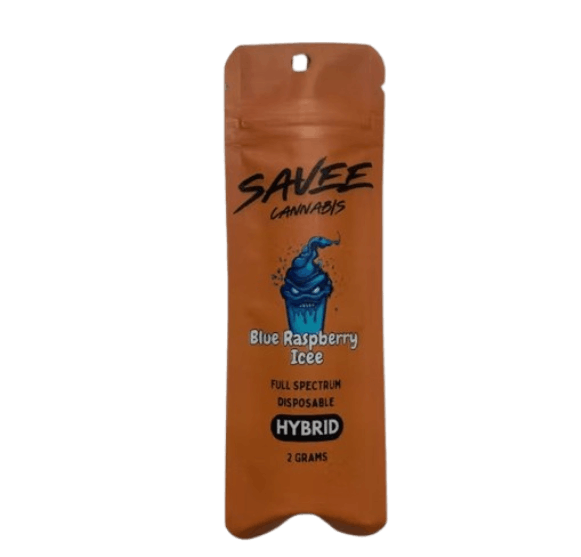 SAVEE
CANNABIS
Blue Raspberry
Icee
FULL SPECTRUM
DISPOSABLE
HYBRID
2 GRAMS